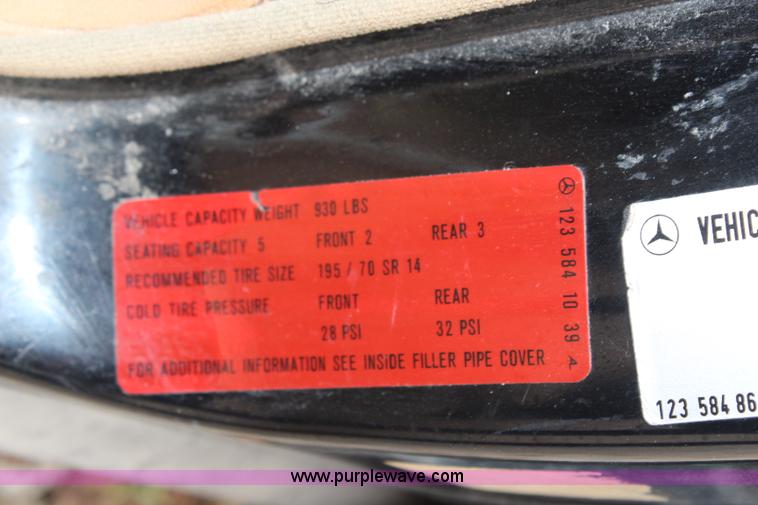 VEHICLE CAPACITY WEIGHT 930 LBS
SEATING CAPACITY 5 FRONT 2 REAR 3
RECOMMENDED TIRE SIZE 195 / 70 SR 14
COLD TIRE PRESSURE FRONT REAR
28 PSI 32 PSI
FOR ADDITIONAL INFORMATION SEE INSIDE FILLER PIPE COVER
123 584 10 39 AL
VEHIC
123 584 86
www.purplewave.com